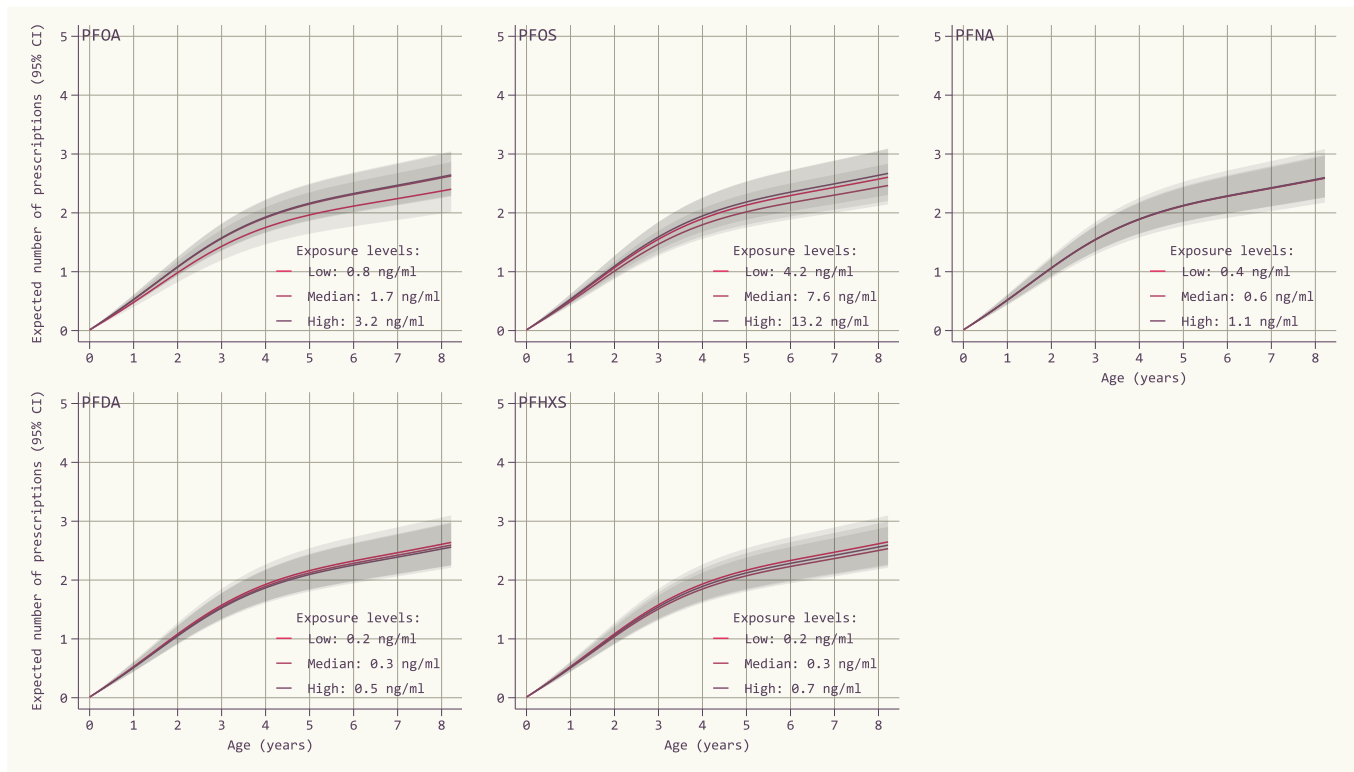 Expected number of prescriptions (95% CI)
PFOA
5
4
3
2
1
0
Exposure levels:
Low: 0.8 ng/ml
Median: 1.7 ng/ml
High: 3.2 ng/ml
0 1 2 3 4 5 6 7 8
PFOS
5
4
3
2
1
0
Exposure levels:
Low: 4.2 ng/ml
Median: 7.6 ng/ml
High: 13.2 ng/ml
0 1 2 3 4 5 6 7 8
PFNA
5
4
3
2
1
0
Exposure levels:
Low: 0.4 ng/ml
Median: 0.6 ng/ml
High: 1.1 ng/ml
0 1 2 3 4 5 6 7 8
Age (years)
Expected number of prescriptions (95% CI)
PFDA
5
4
3
2
1
0
Exposure levels:
Low: 0.2 ng/ml
Median: 0.3 ng/ml
High: 0.5 ng/ml
0 1 2 3 4 5 6 7 8
Age (years)
PFHXS
5
4
3
2
1
0
Exposure levels:
Low: 0.2 ng/ml
Median: 0.3 ng/ml
High: 0.7 ng/ml
0 1 2 3 4 5 6 7 8
Age (years)